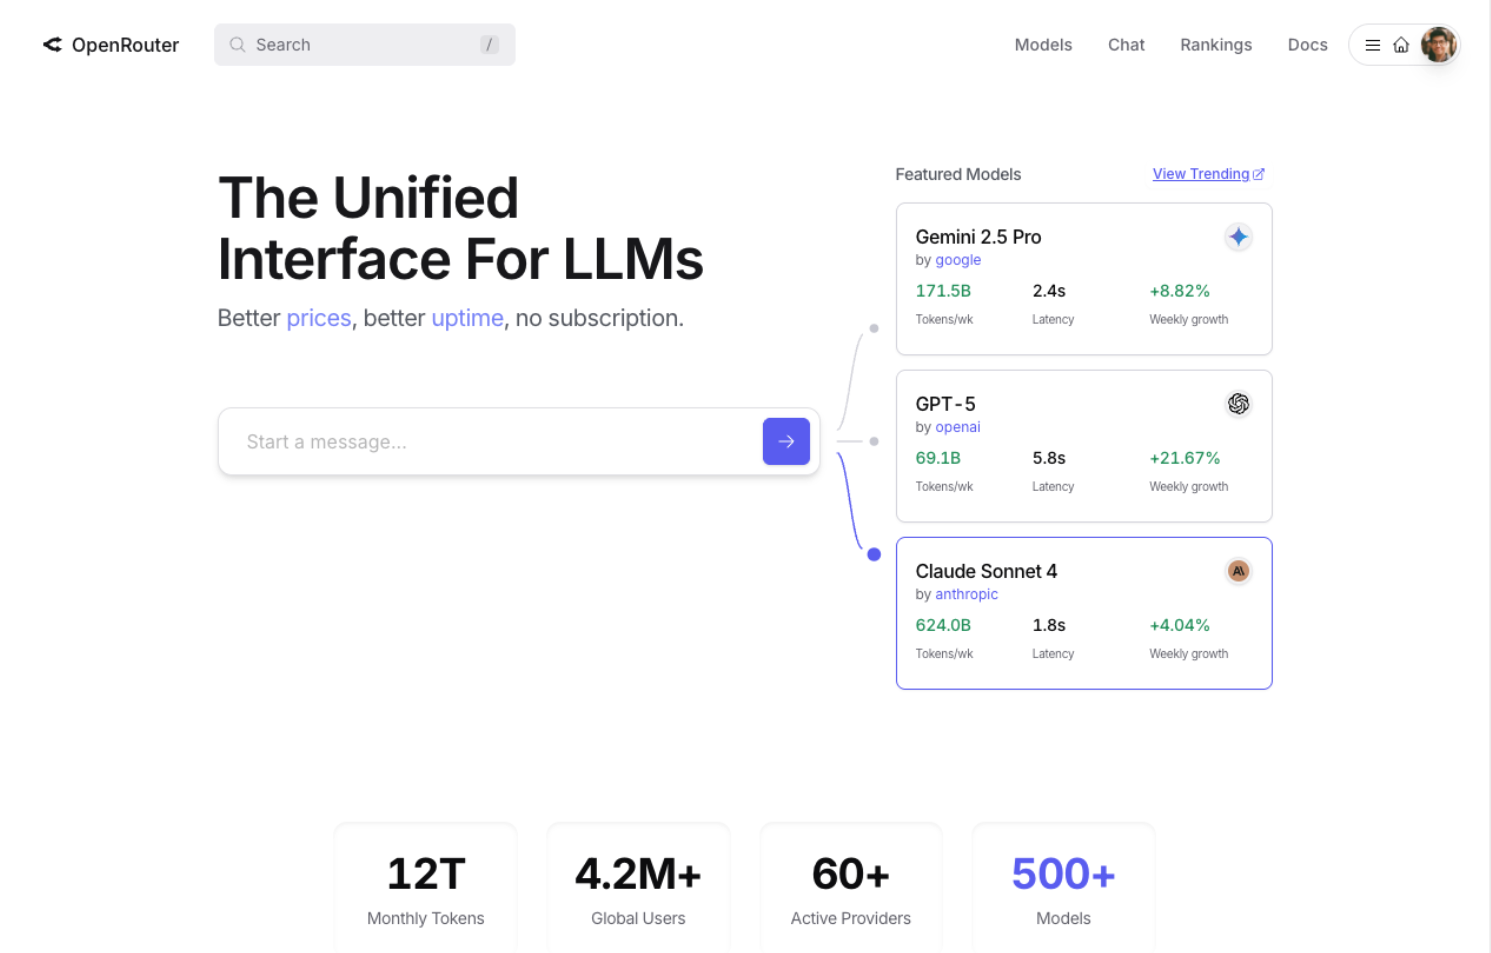 OpenRouter
Search
/
Models
Chat
Rankings
Docs
The Unified
Interface For LLMs
Better prices, better uptime, no subscription.
Start a message...
Featured Models
View Trending
Gemini 2.5 Pro
by google
171.5B 2.4s +8.82%
Tokens/wk Latency Weekly growth
GPT-5
by openai
69.1B 5.8s +21.67%
Tokens/wk Latency Weekly growth
Claude Sonnet 4
by anthropic
624.0B 1.8s +4.04%
Tokens/wk Latency Weekly growth
12T
Monthly Tokens
4.2M+
Global Users
60+
Active Providers
500+
Models